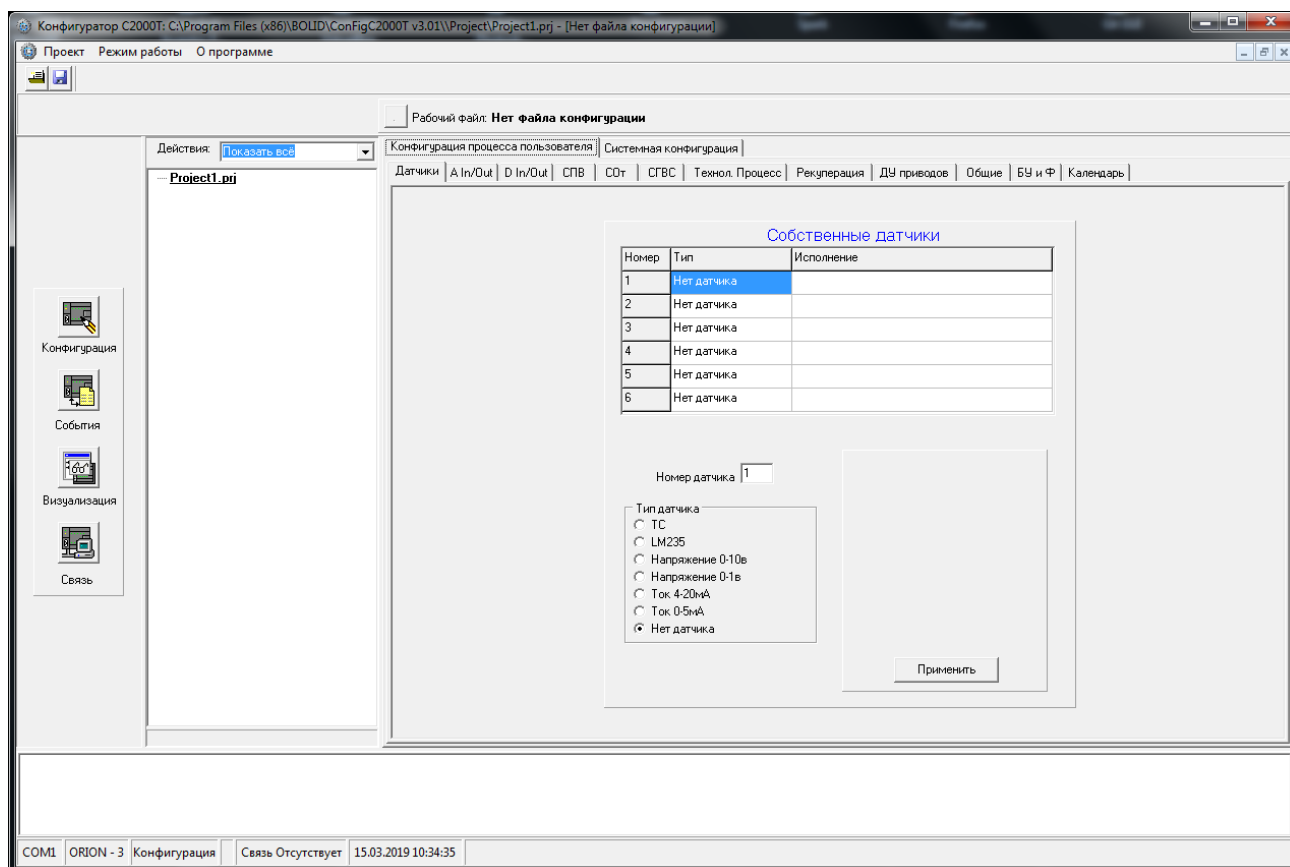 Конфигуратор C2000T: C:\Program Files (x86)\BOLID\ConFigC2000T v3.01\\Project\Project1.prj - [Нет файла конфигурации]
Проект Режим работы О программе
Рабочий файл: Нет файла конфигурации
Действия: Показать всё
Конфигурация процесса пользователя Системная конфигурация
Project1.prj
Датчики A In/Out D In/Out СПВ СОт СГВС Технол. Процесс Рекуперация ДУ приводов Общие БУ и Ф Календарь
Собственные датчики
Номер Тип Исполнение
1 Нет датчика
2 Нет датчика
3 Нет датчика
4 Нет датчика
5 Нет датчика
6 Нет датчика
Конфигурация
События
Визуализация
Связь
Номер датчика 1
Тип датчика
ТС
LM235
Напряжение 0-10в
Напряжение 0-1в
Ток 4-20мА
Ток 0-5мА
Нет датчика
Применить
COM1 ORION - 3 Конфигурация Связь Отсутствует 15.03.2019 10:34:35